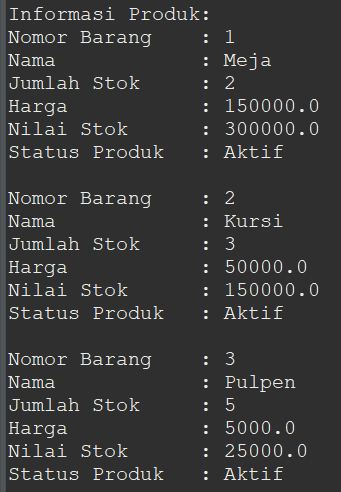 Informasi Produk:
Nomor Barang    : 1
Nama            : Meja
Jumlah Stok     : 2
Harga           : 150000.0
Nilai Stok      : 300000.0
Status Produk   : Aktif

Nomor Barang    : 2
Nama            : Kursi
Jumlah Stok     : 3
Harga           : 50000.0
Nilai Stok      : 150000.0
Status Produk   : Aktif

Nomor Barang    : 3
Nama            : Pulpen
Jumlah Stok     : 5
Harga           : 5000.0
Nilai Stok      : 25000.0
Status Produk   : Aktif